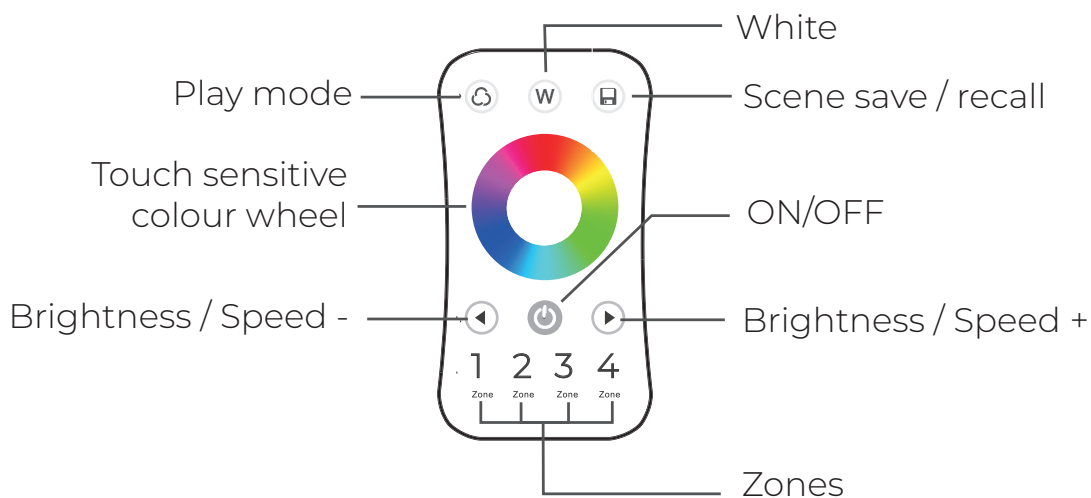 White
Play mode
Scene save / recall
W
Touch sensitive
colour wheel
ON/OFF
Brightness / Speed -
Brightness / Speed +
1 2 3 4
Zone Zone Zone Zone
Zones